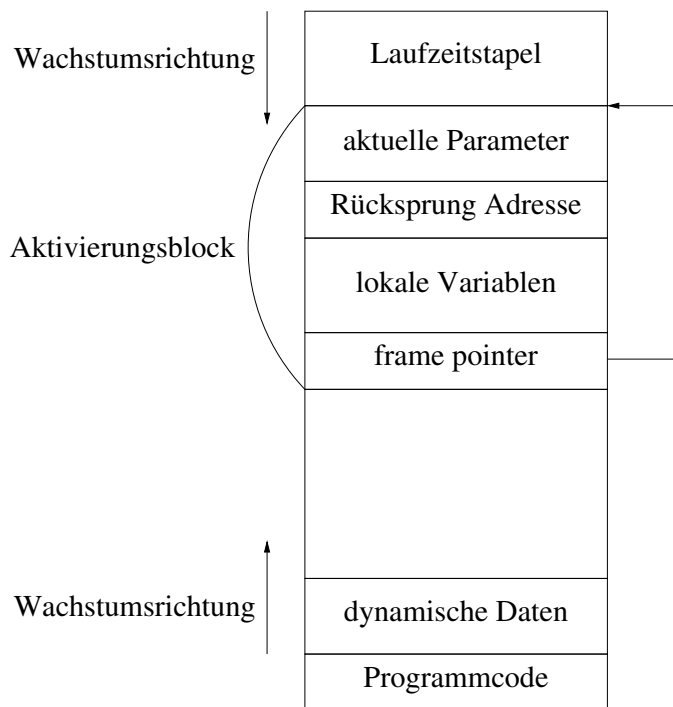 Wachstumsrichtung
Laufzeitstapel
aktuelle Parameter
Rücksprung Adresse
Aktivierungsblock
lokale Variablen
frame pointer
Wachstumsrichtung
dynamische Daten
Programmcode